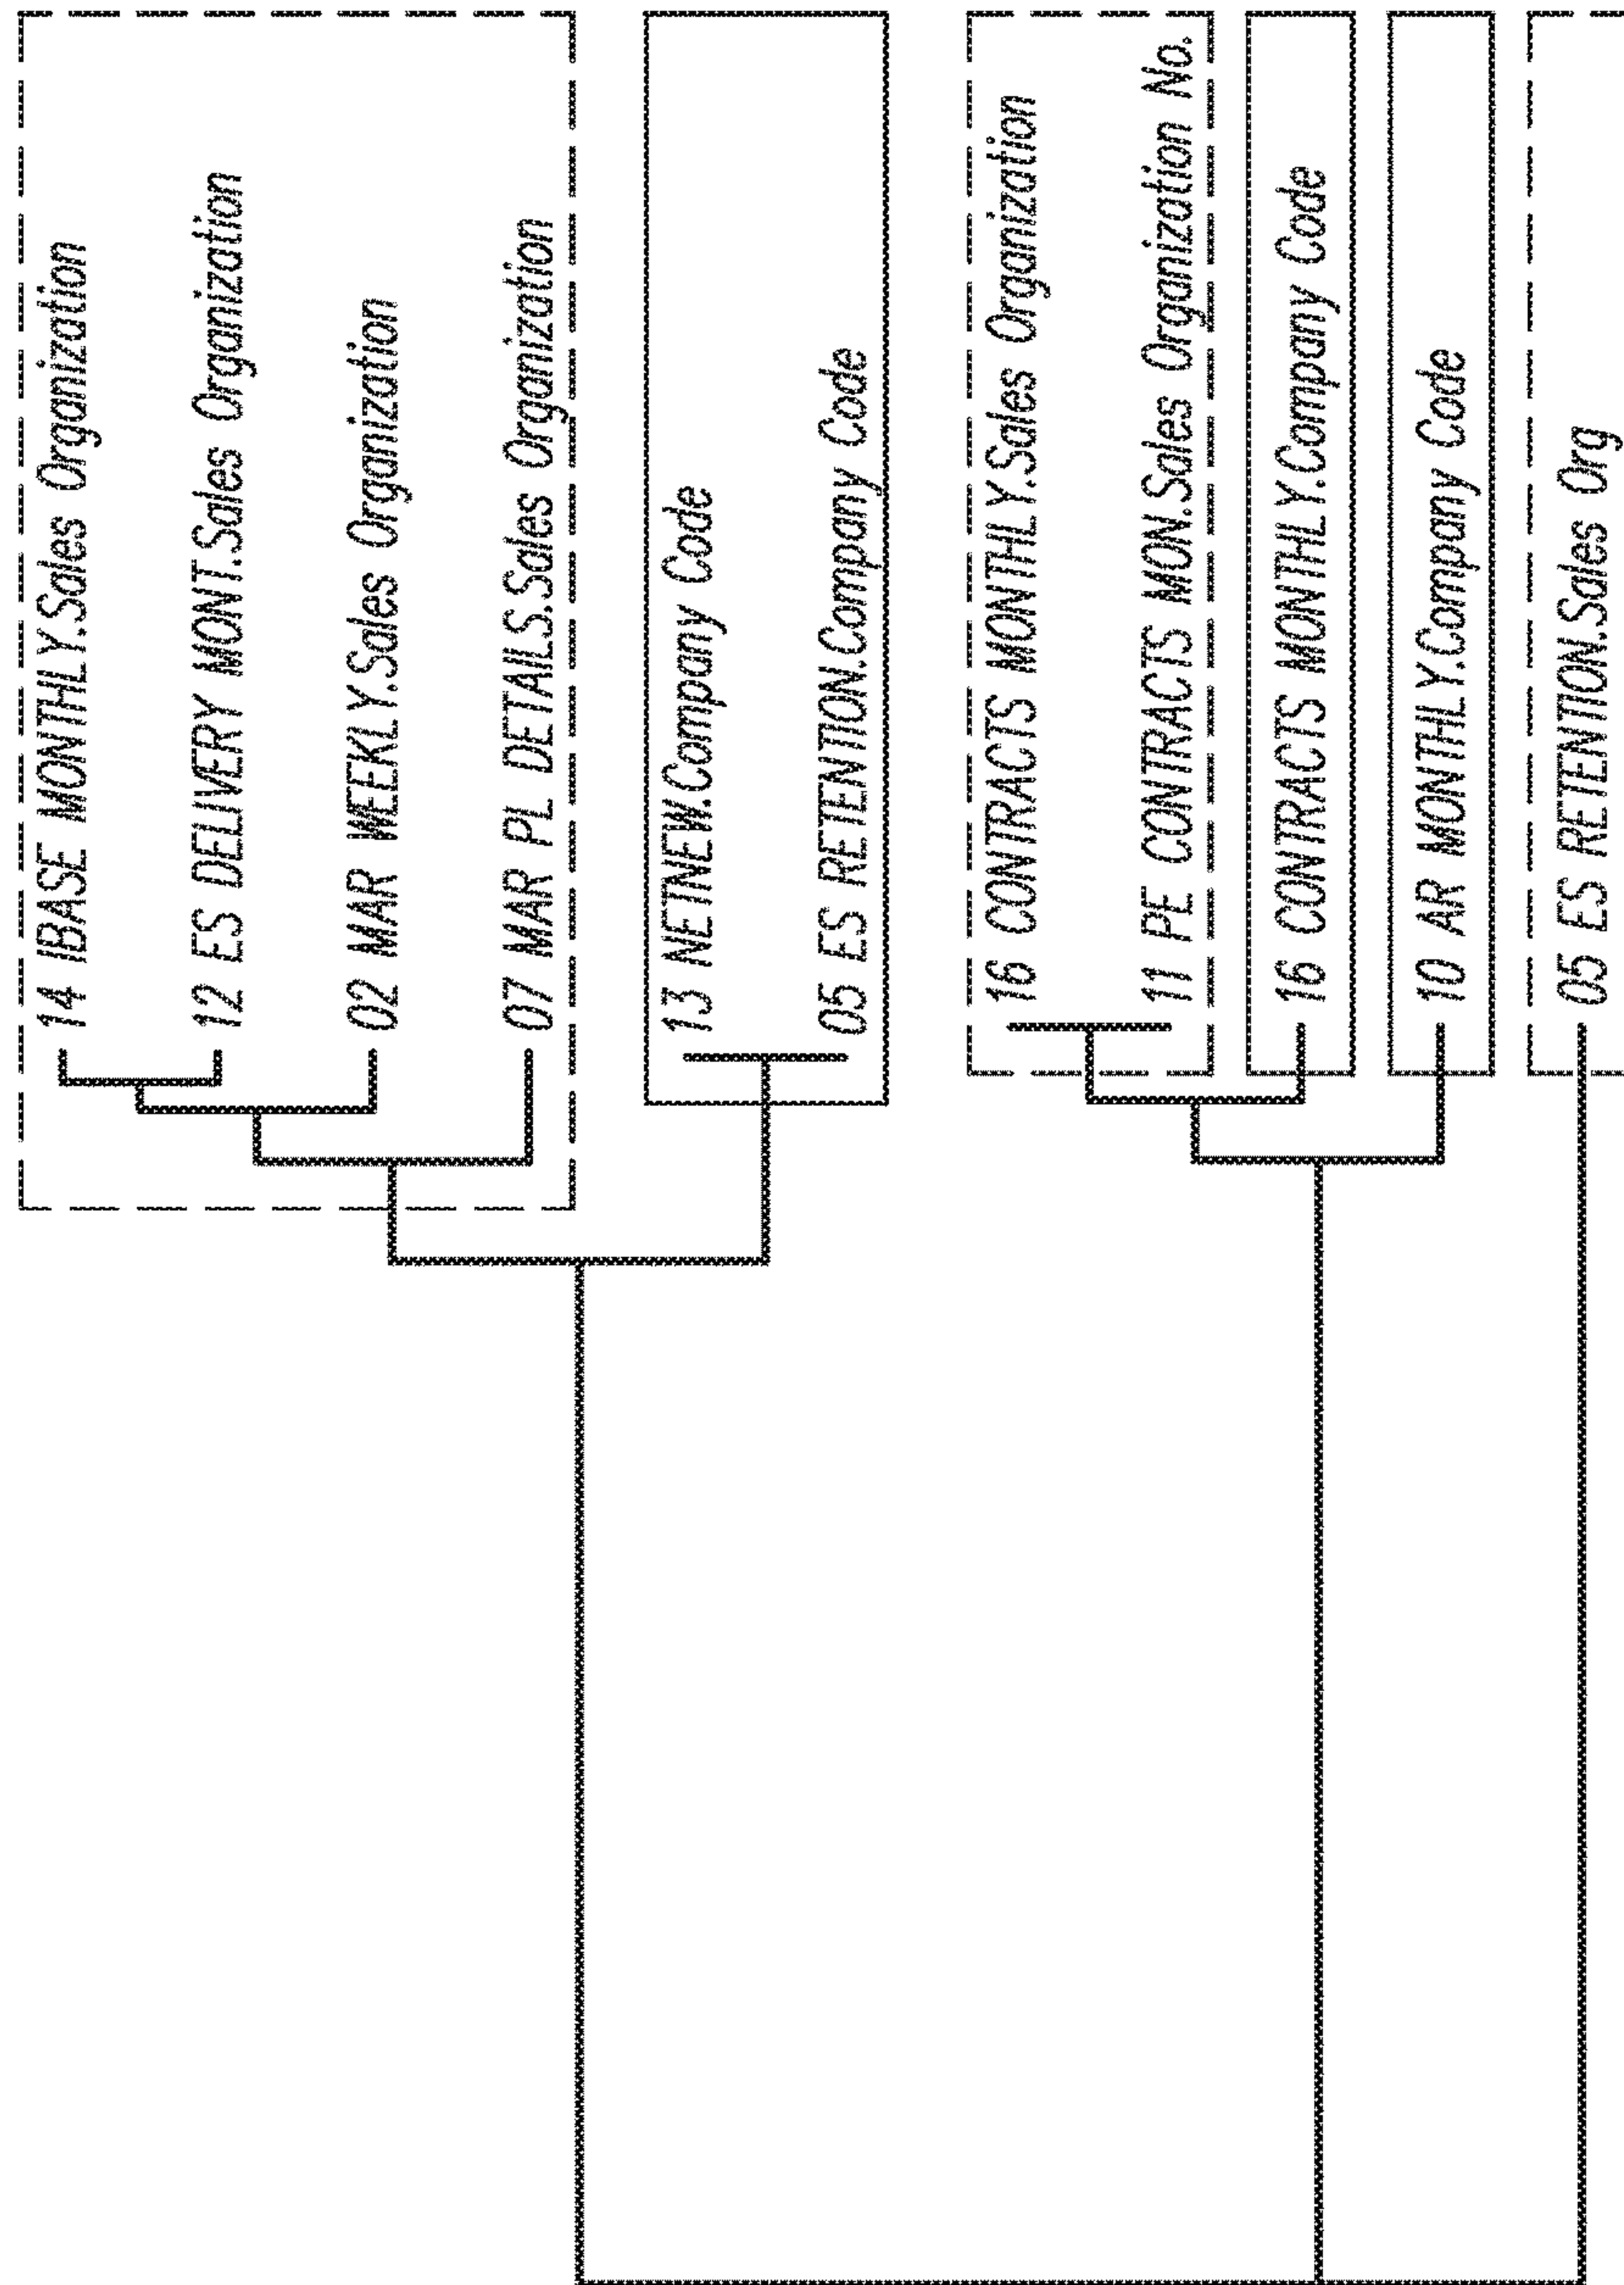 14 IBASE MONTHLY.Sales Organization
12 ES DELIVERY MONT.Sales Organization
02 MAR WEEKLY.Sales Organization
07 MAR PL DETAILS.Sales Organization
13 NETNEW.Company Code
05 ES RETENTION.Company Code
16 CONTRACTS MONTHLY.Sales Organization
11 PE CONTRACTS MON.Sales Organization No.
16 CONTRACTS MONTHLY.Company Code
10 AR MONTHLY.Company Code
05 ES RETENTION.Sales Org